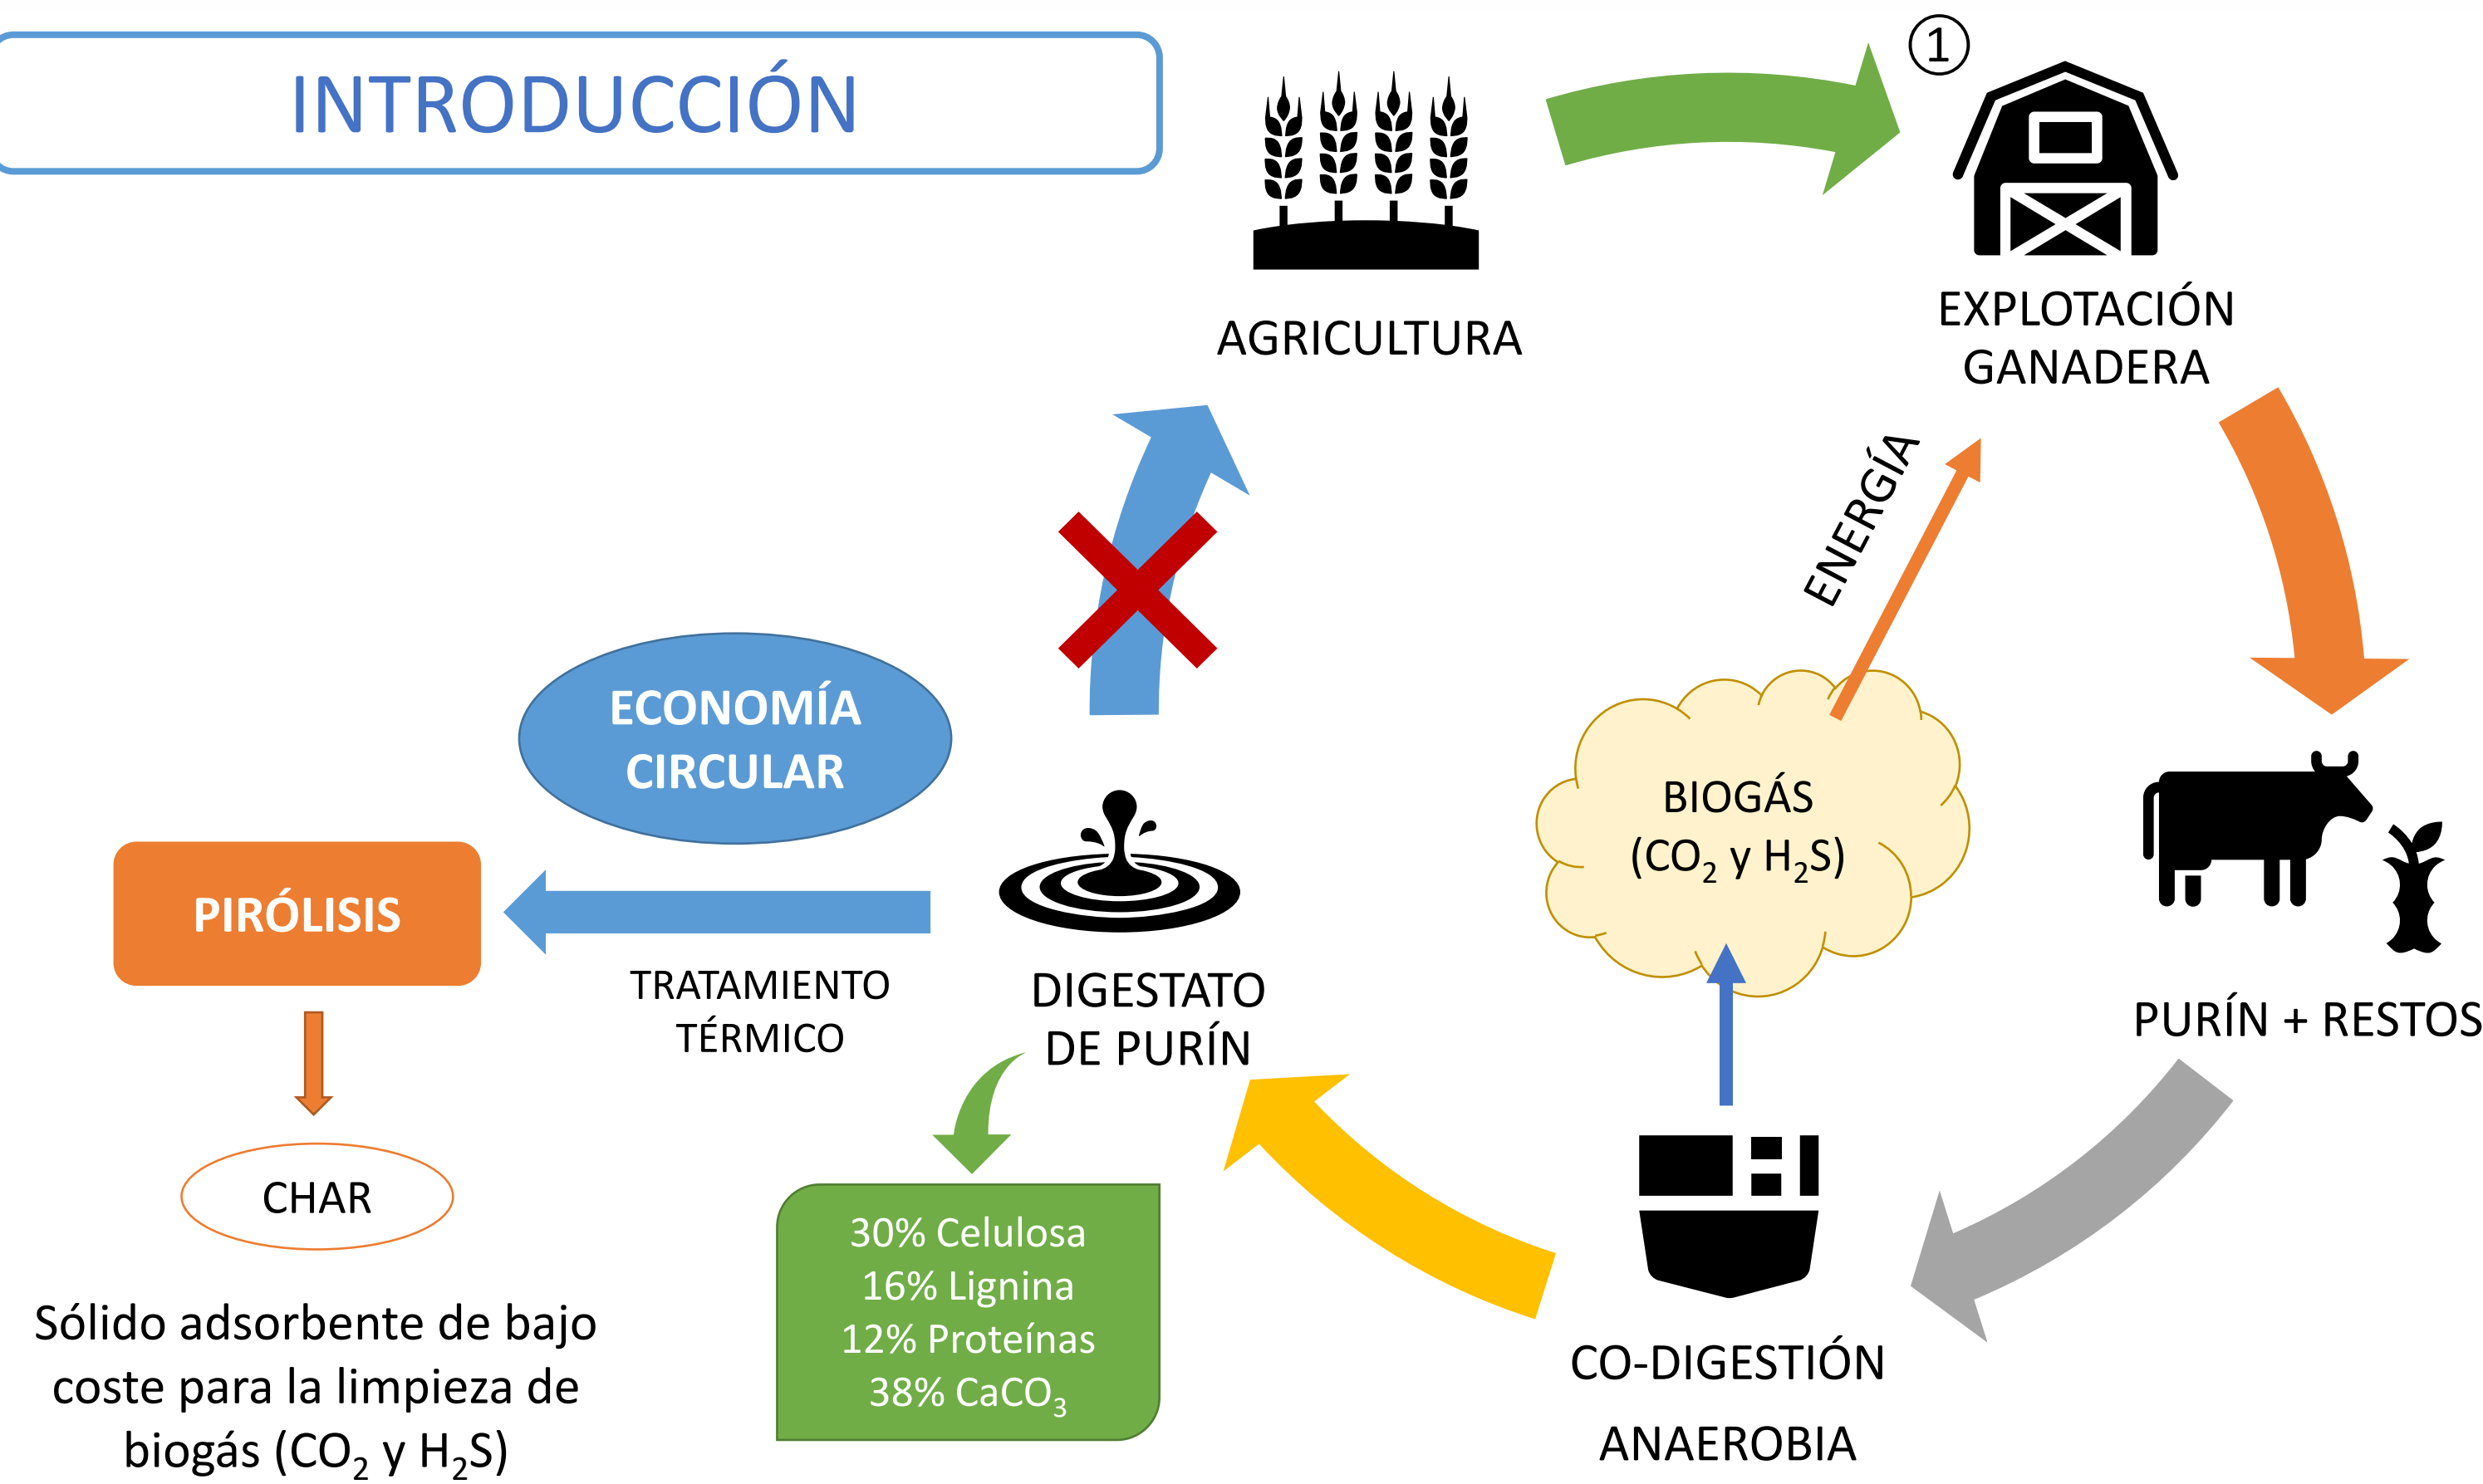 INTRODUCCIÓN
①
AGRICULTURA
EXPLOTACIÓN
GANADERA
ENERGÍA
ECONOMÍA
CIRCULAR
BIOGÁS
(CO₂ y H₂S)
PIRÓLISIS
TRATAMIENTO
TÉRMICO
DIGESTATO
DE PURÍN
PURÍN + RESTOS
CHAR
30% Celulosa
16% Lignina
12% Proteínas
38% CaCO₃
Sólido adsorbente de bajo
coste para la limpieza de
biogás (CO₂ y H₂S)
CO-DIGESTIÓN
ANAEROBIA